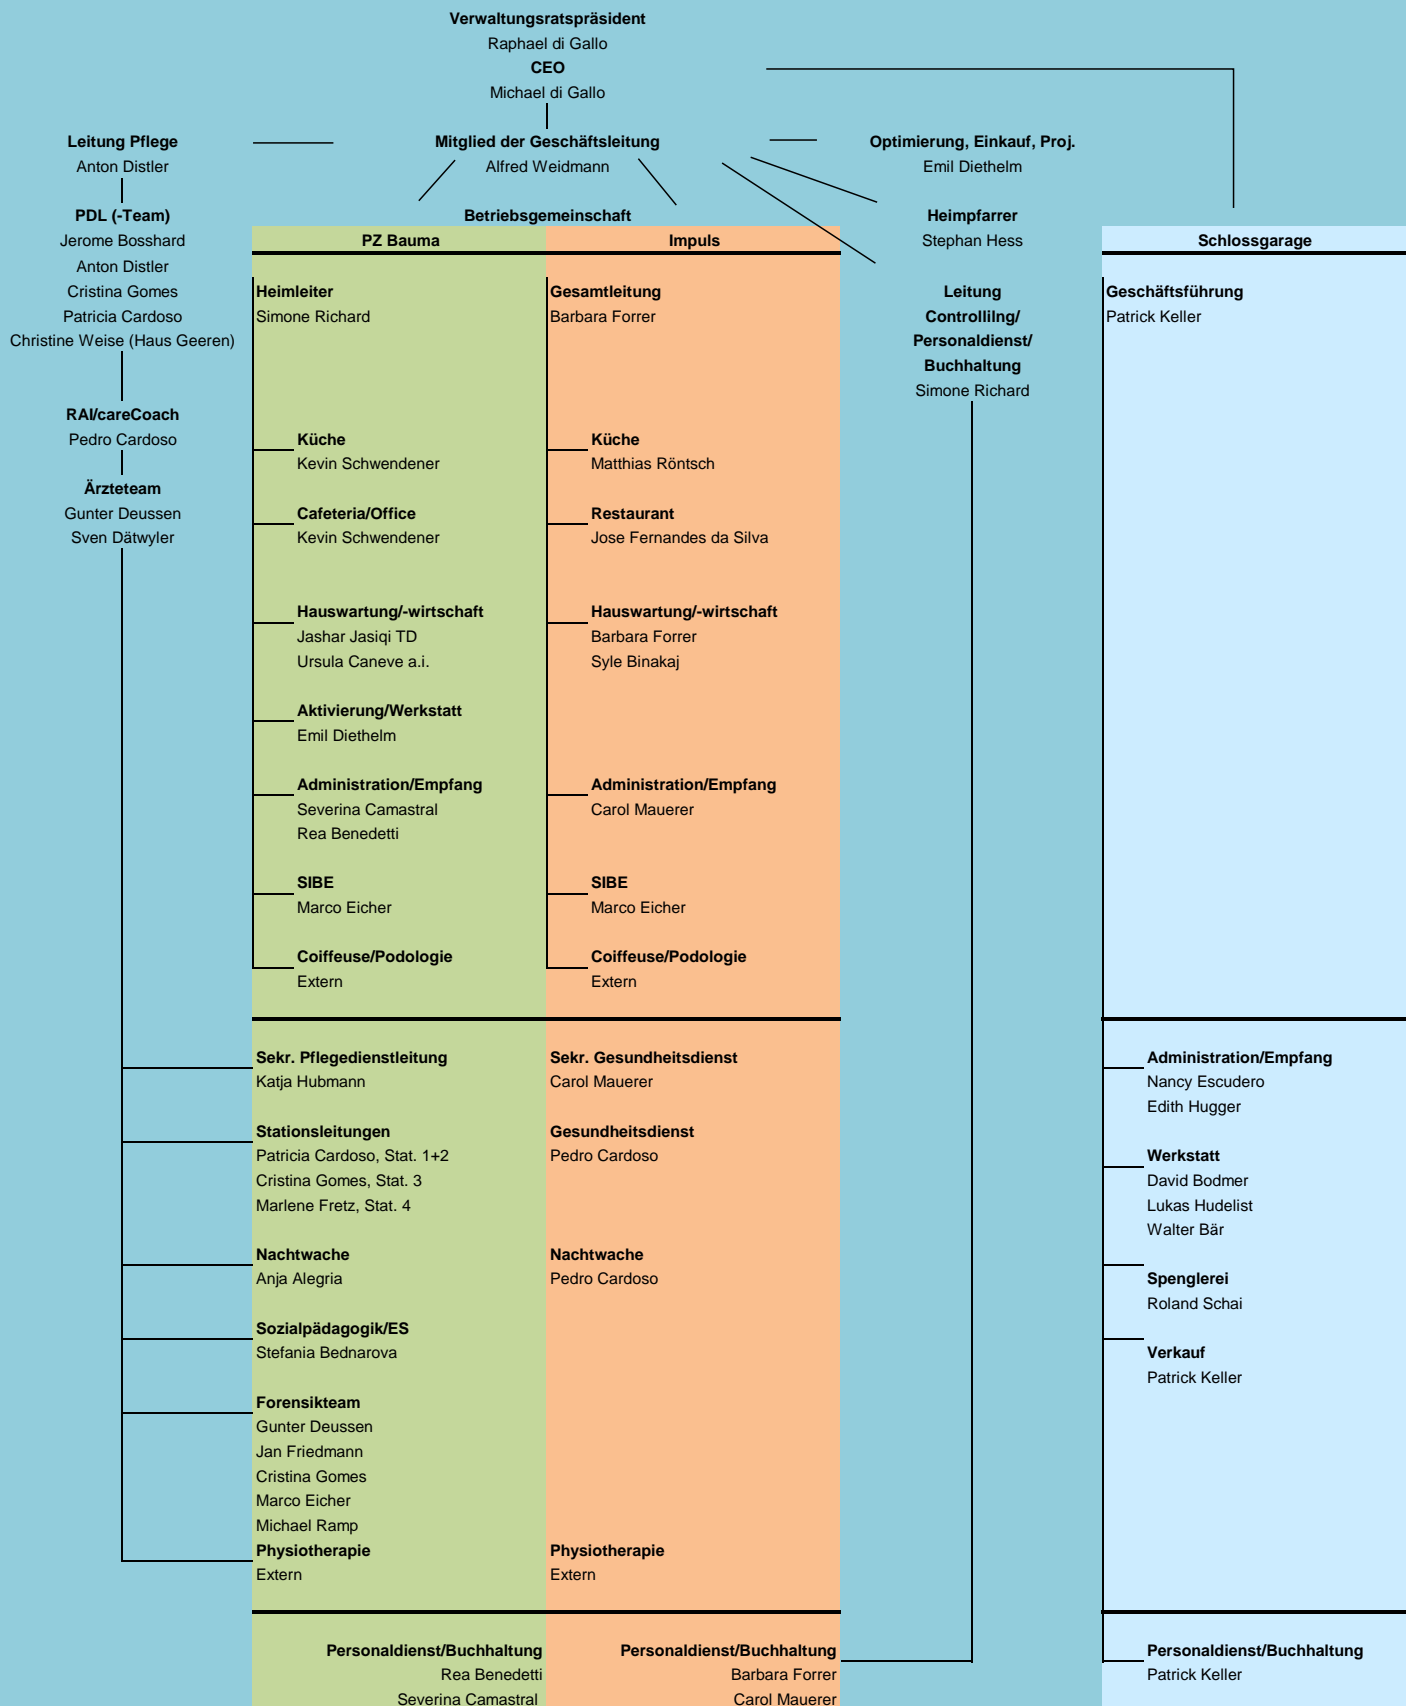 Verwaltungsratspräsident
Raphael di Gallo
CEO
Michael di Gallo
Leitung Pflege
Anton Distler
Mitglied der Geschäftsleitung
Alfred Weidmann
Optimierung, Einkauf, Proj.
Emil Diethelm
PDL (-Team)
Jerome Bosshard
Anton Distler
Cristina Gomes
Patricia Cardoso
Christine Weise (Haus Geeren)
RAI/careCoach
Pedro Cardoso
Ärzteteam
Gunter Deussen
Sven Dätwyler
Betriebsgemeinschaft
PZ Bauma
Heimleiter
Simone Richard
Küche
Kevin Schwendener
Cafeteria/Office
Kevin Schwendener
Hauswartung/-wirtschaft
Jashar Jasiqi TD
Ursula Caneve a.i.
Aktivierung/Werkstatt
Emil Diethelm
Administration/Empfang
Severina Camastral
Rea Benedetti
SIBE
Marco Eicher
Coiffeuse/Podologie
Extern
Sekr. Pflegedienstleitung
Katja Hubmann
Stationsleitungen
Patricia Cardoso, Stat. 1+2
Cristina Gomes, Stat. 3
Marlene Fretz, Stat. 4
Nachtwache
Anja Alegria
Sozialpädagogik/ES
Stefania Bednarova
Forensikteam
Gunter Deussen
Jan Friedmann
Cristina Gomes
Marco Eicher
Michael Ramp
Physiotherapie
Extern
Personaldienst/Buchhaltung
Rea Benedetti
Severina Camastral
Impuls
Gesamtleitung
Barbara Forrer
Küche
Matthias Röntsch
Restaurant
Jose Fernandes da Silva
Hauswartung/-wirtschaft
Barbara Forrer
Syle Binakaj
Administration/Empfang
Carol Mauerer
SIBE
Marco Eicher
Coiffeuse/Podologie
Extern
Sekr. Gesundheitsdienst
Carol Mauerer
Gesundheitsdienst
Pedro Cardoso
Nachtwache
Pedro Cardoso
Physiotherapie
Extern
Personaldienst/Buchhaltung
Barbara Forrer
Carol Mauerer
Heimpfarrer
Stephan Hess
Leitung
Controllilng/
Personaldienst/
Buchhaltung
Simone Richard
Schlossgarage
Geschäftsführung
Patrick Keller
Administration/Empfang
Nancy Escudero
Edith Hugger
Werkstatt
David Bodmer
Lukas Hudelist
Walter Bär
Spenglerei
Roland Schai
Verkauf
Patrick Keller
Personaldienst/Buchhaltung
Patrick Keller